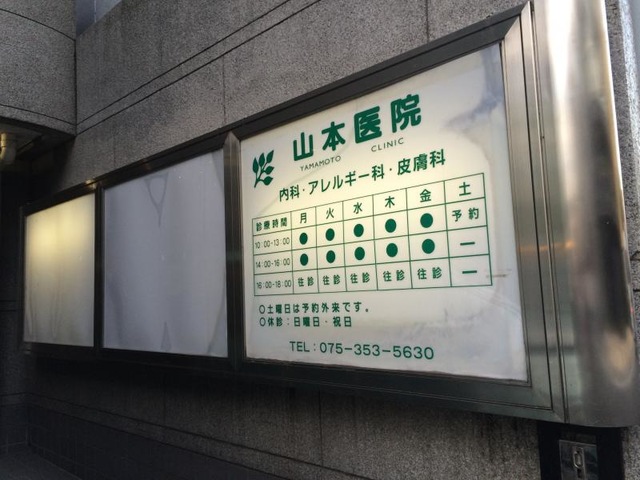 山本医院
YAMAMOTO CLINIC
内科・アレルギー科・皮膚科
診療時間 月 火 水 木 金 土
10:00-13:00 ● ● ● ● ● 予約
14:00-16:00 ● ● ● ● ● ー
16:00-18:00 往診 往診 往診 往診 往診 ー
○土曜日は予約外来です。
○休診:日曜日・祝日
TEL:075-353-5630